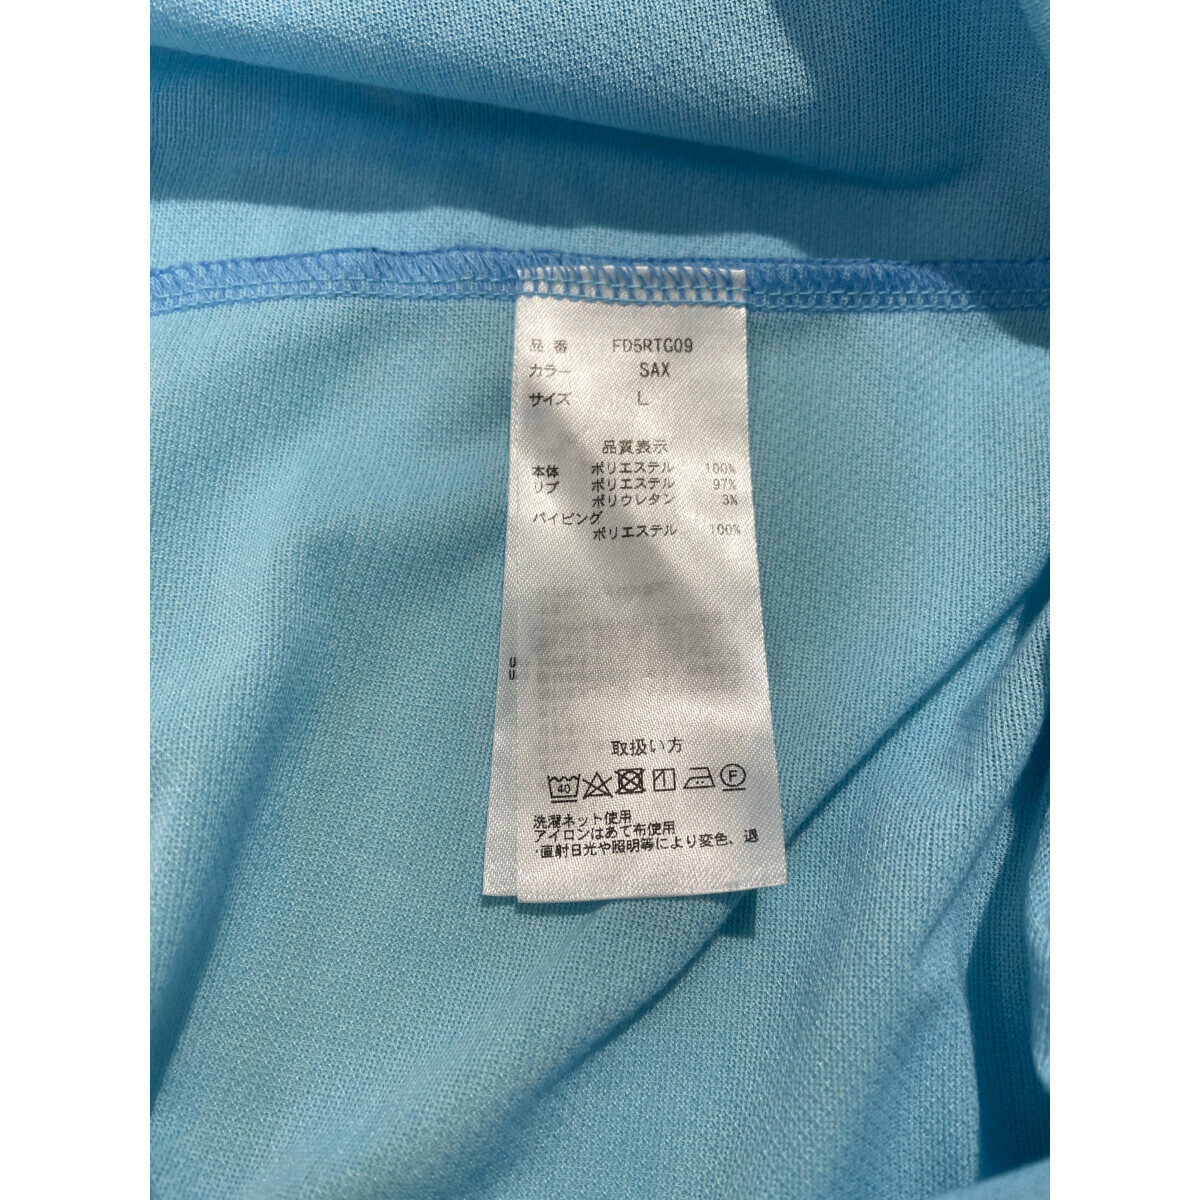 品番 FD5RTG09
カラー SAX
サイズ L
品質表示
本体 ポリエステル 100%
リブ ポリエステル 97%
ポリウレタン 3%
パイピング
ポリエステル 100%
U
U
取扱い方
40 F
洗濯ネット使用
アイロンはあて布使用
・直射日光や照明等により変色、退